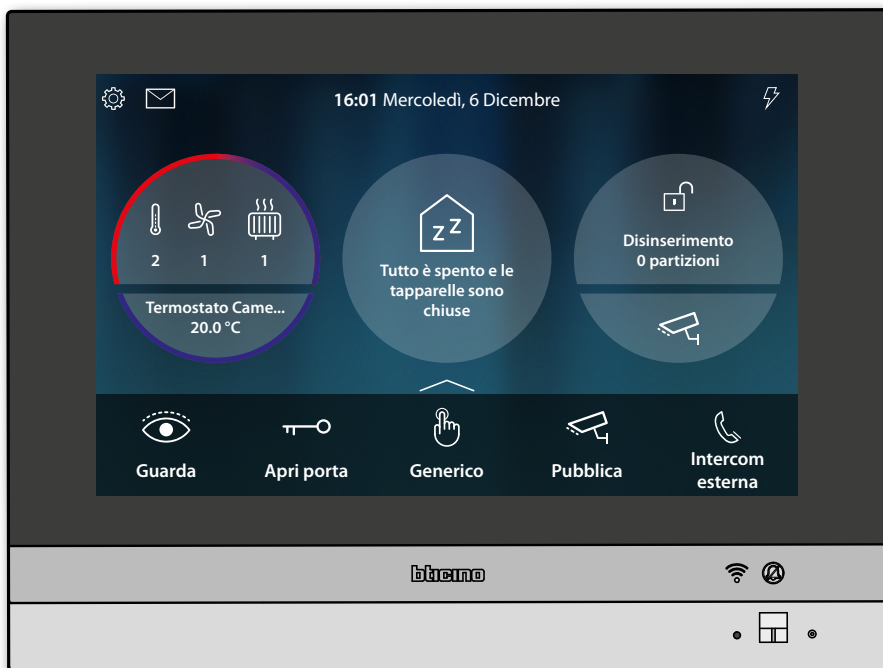 16:01 Mercoledì, 6 Dicembre
2 1 1
Termostato Came...
20.0 °C
zZ
Tutto è spento e le
tapparelle sono
chiuse
Disinserimento
0 partizioni
Guarda
Apri porta
Generico
Pubblica
Intercom
esterna
bticino